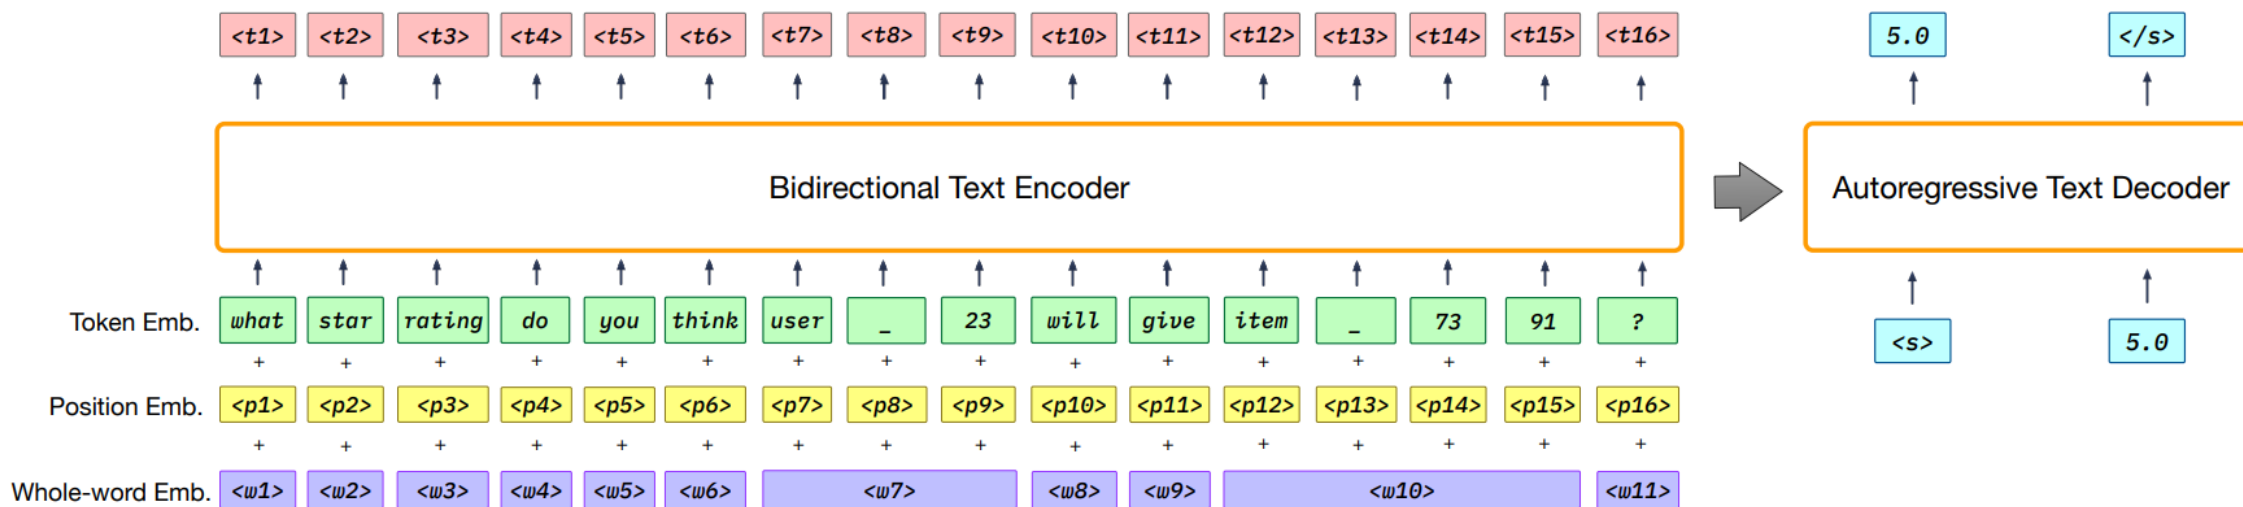 <t1> <t2> <t3> <t4> <t5> <t6> <t7> <t8> <t9> <t10> <t11> <t12> <t13> <t14> <t15> <t16> 5.0 </s>
Bidirectional Text Encoder Autoregressive Text Decoder
Token Emb. what star rating do you think user _ 23 will give item _ 73 91 ? <s> 5.0
+ + + + + + + + + + + + + + + +
Position Emb. <p1> <p2> <p3> <p4> <p5> <p6> <p7> <p8> <p9> <p10> <p11> <p12> <p13> <p14> <p15> <p16>
+ + + + + + + + + + + + + + + +
Whole-word Emb. <w1> <w2> <w3> <w4> <w5> <w6> <w7> <w8> <w9> <w10> <w11>